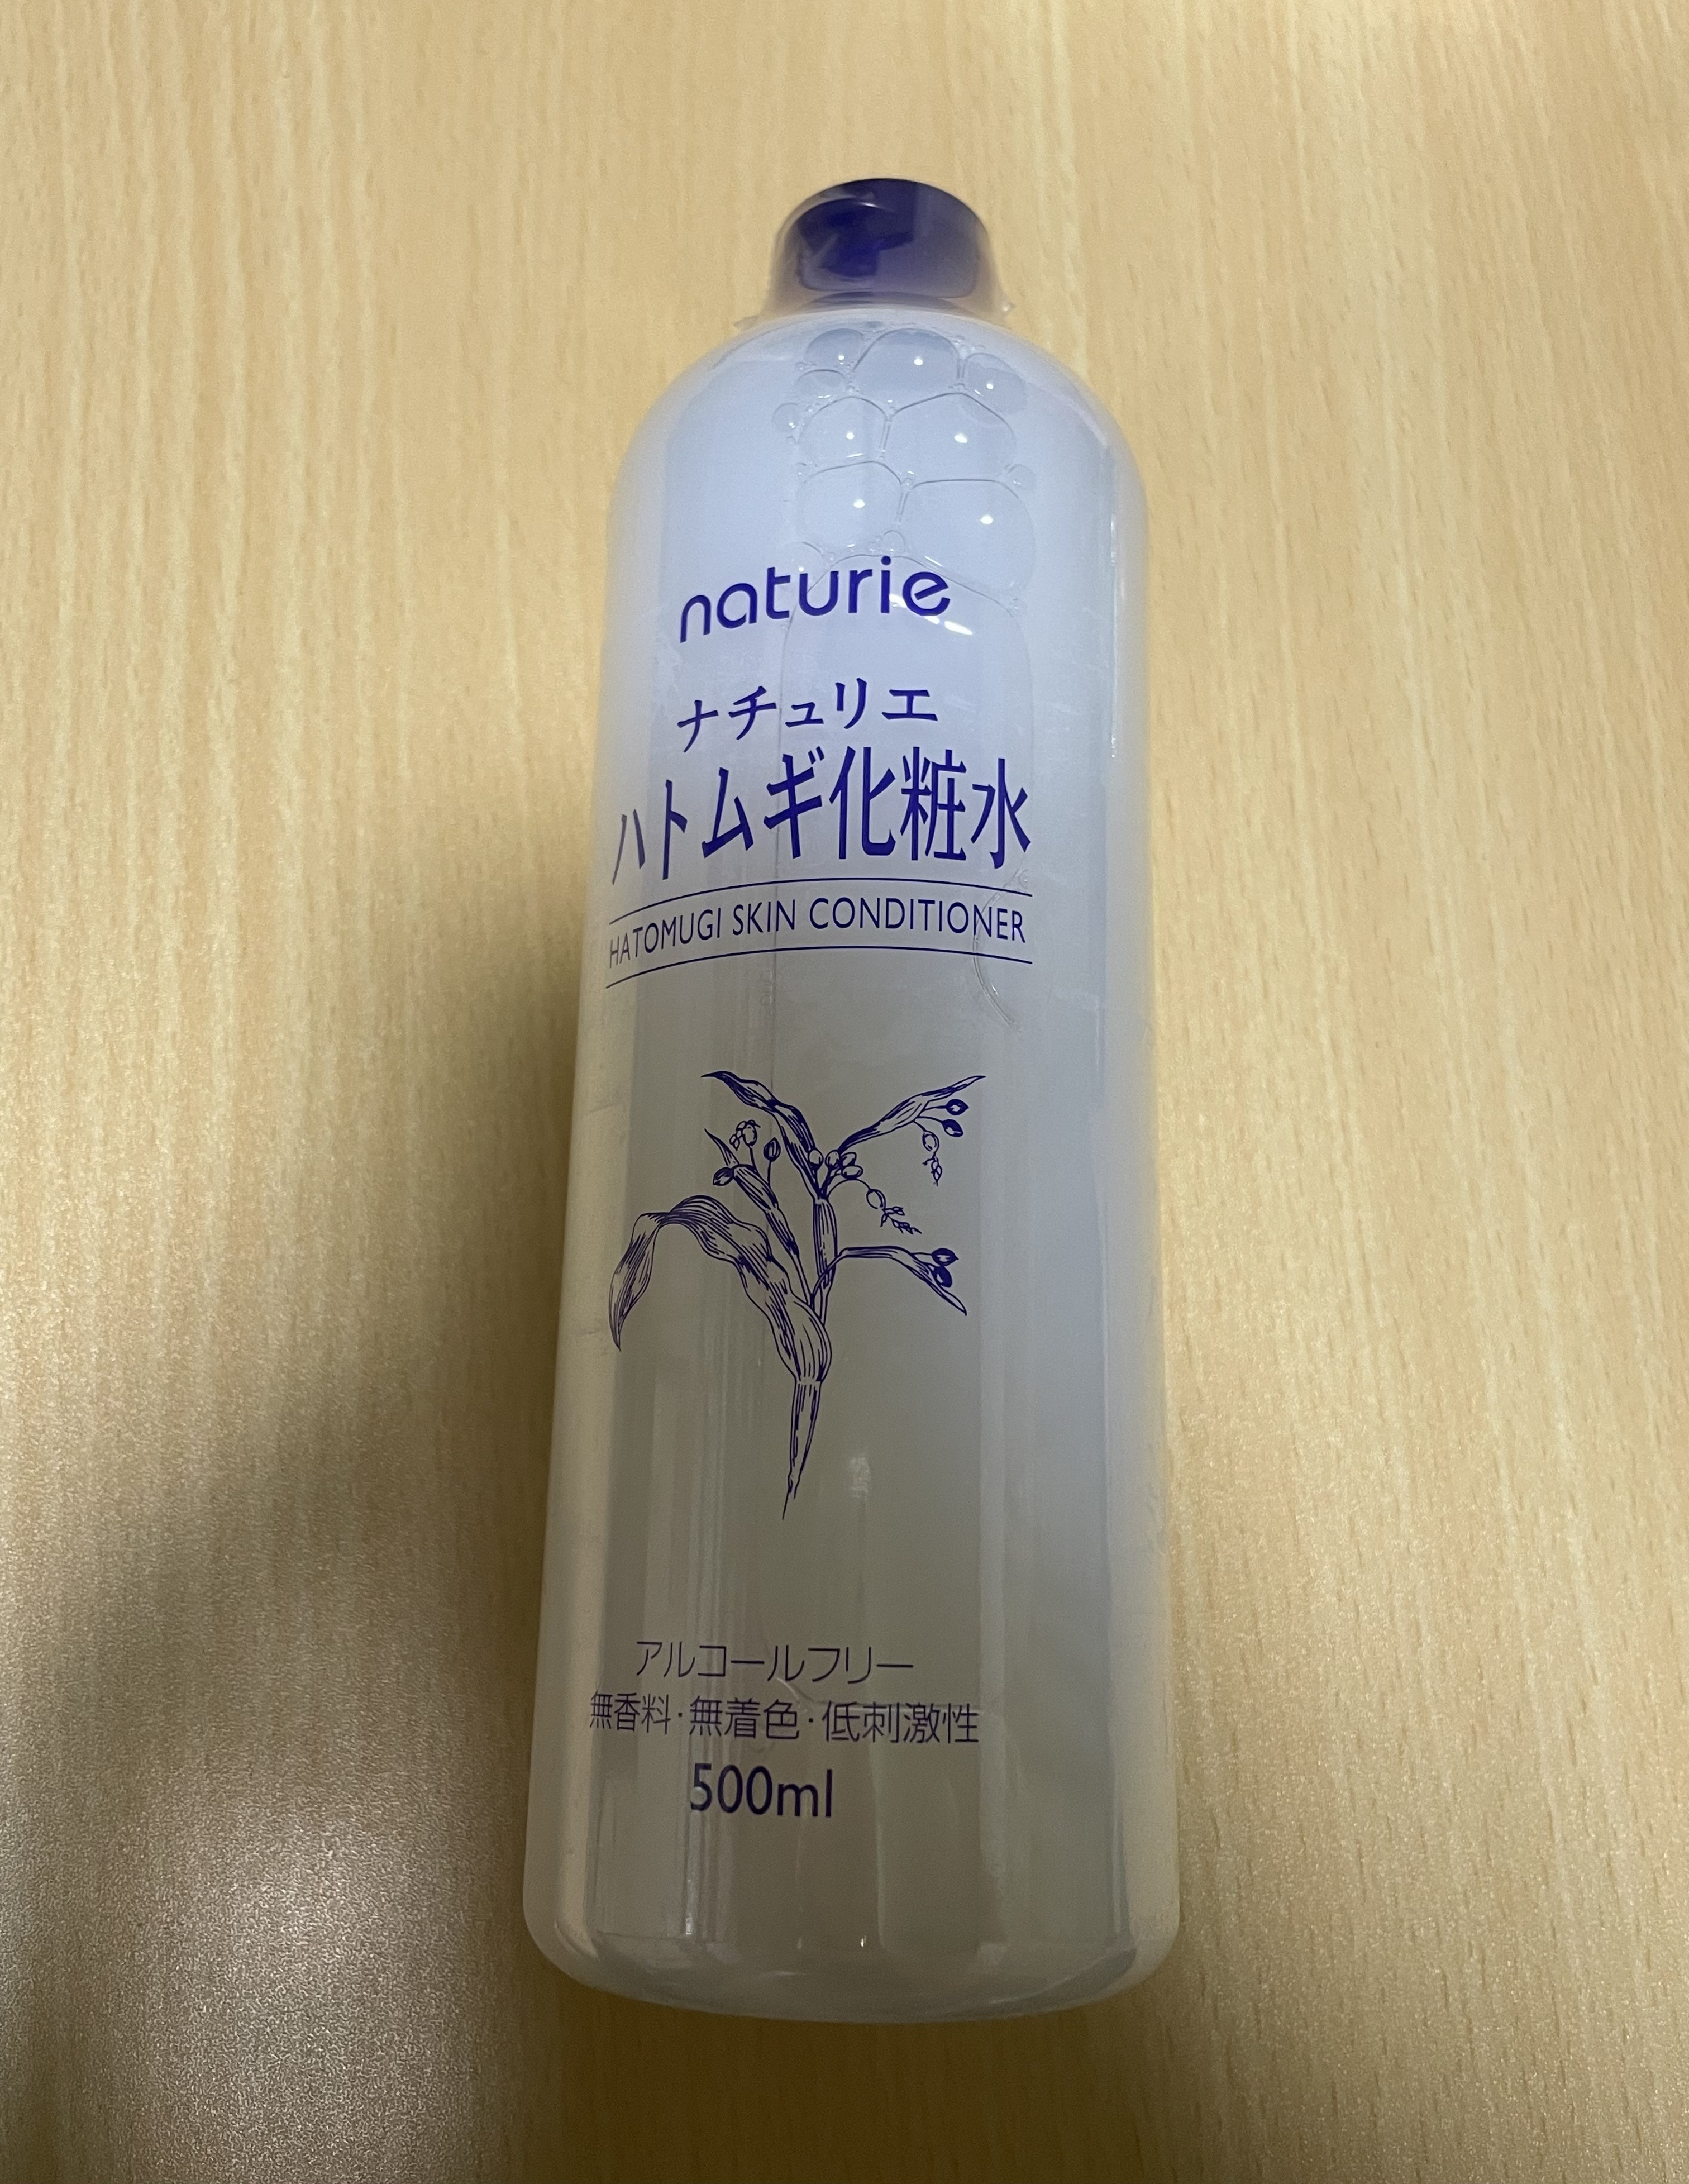 naturie
ナチュリエ
ハトムギ化粧水
HATOMUGI SKIN CONDITIONER
アルコールフリー
無香料・無着色・低刺激性
500ml